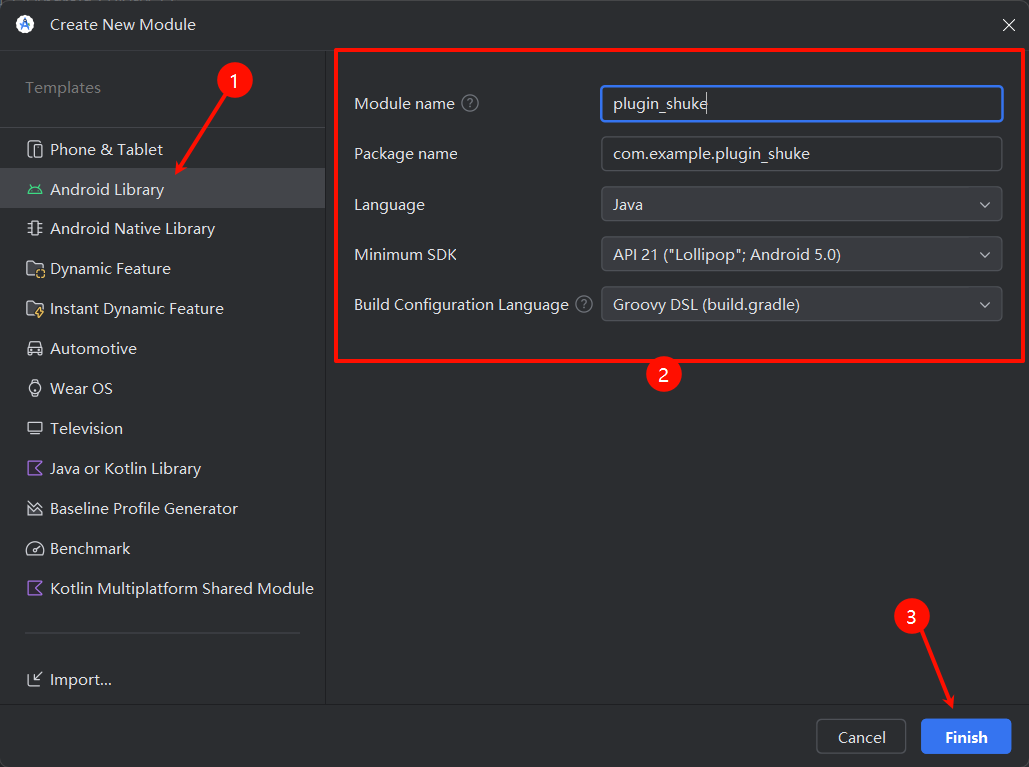 Create New Module
Templates
1
Phone & Tablet
Android Library
Android Native Library
Dynamic Feature
Instant Dynamic Feature
Automotive
Wear OS
Television
Java or Kotlin Library
Baseline Profile Generator
Benchmark
Kotlin Multiplatform Shared Module
Import...
Module name ? plugin_shuke
Package name com.example.plugin_shuke
Language Java
Minimum SDK API 21 ("Lollipop"; Android 5.0)
Build Configuration Language ? Groovy DSL (build.gradle)
2
3
Cancel Finish